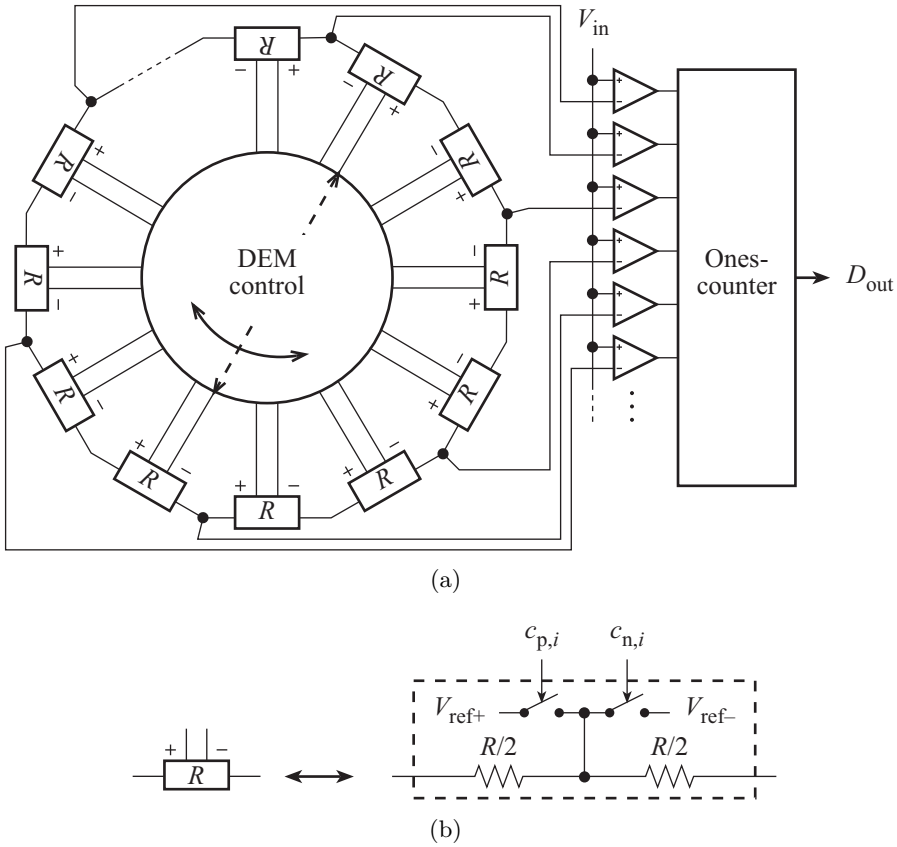 V_in
R
R
R
R
R
R
R
R
R
R
R
R
+
−
DEM
control
Ones-
counter
D_out
(a)
c_p,i
c_n,i
V_ref+
V_ref−
R/2
R/2
+
−
R
(b)